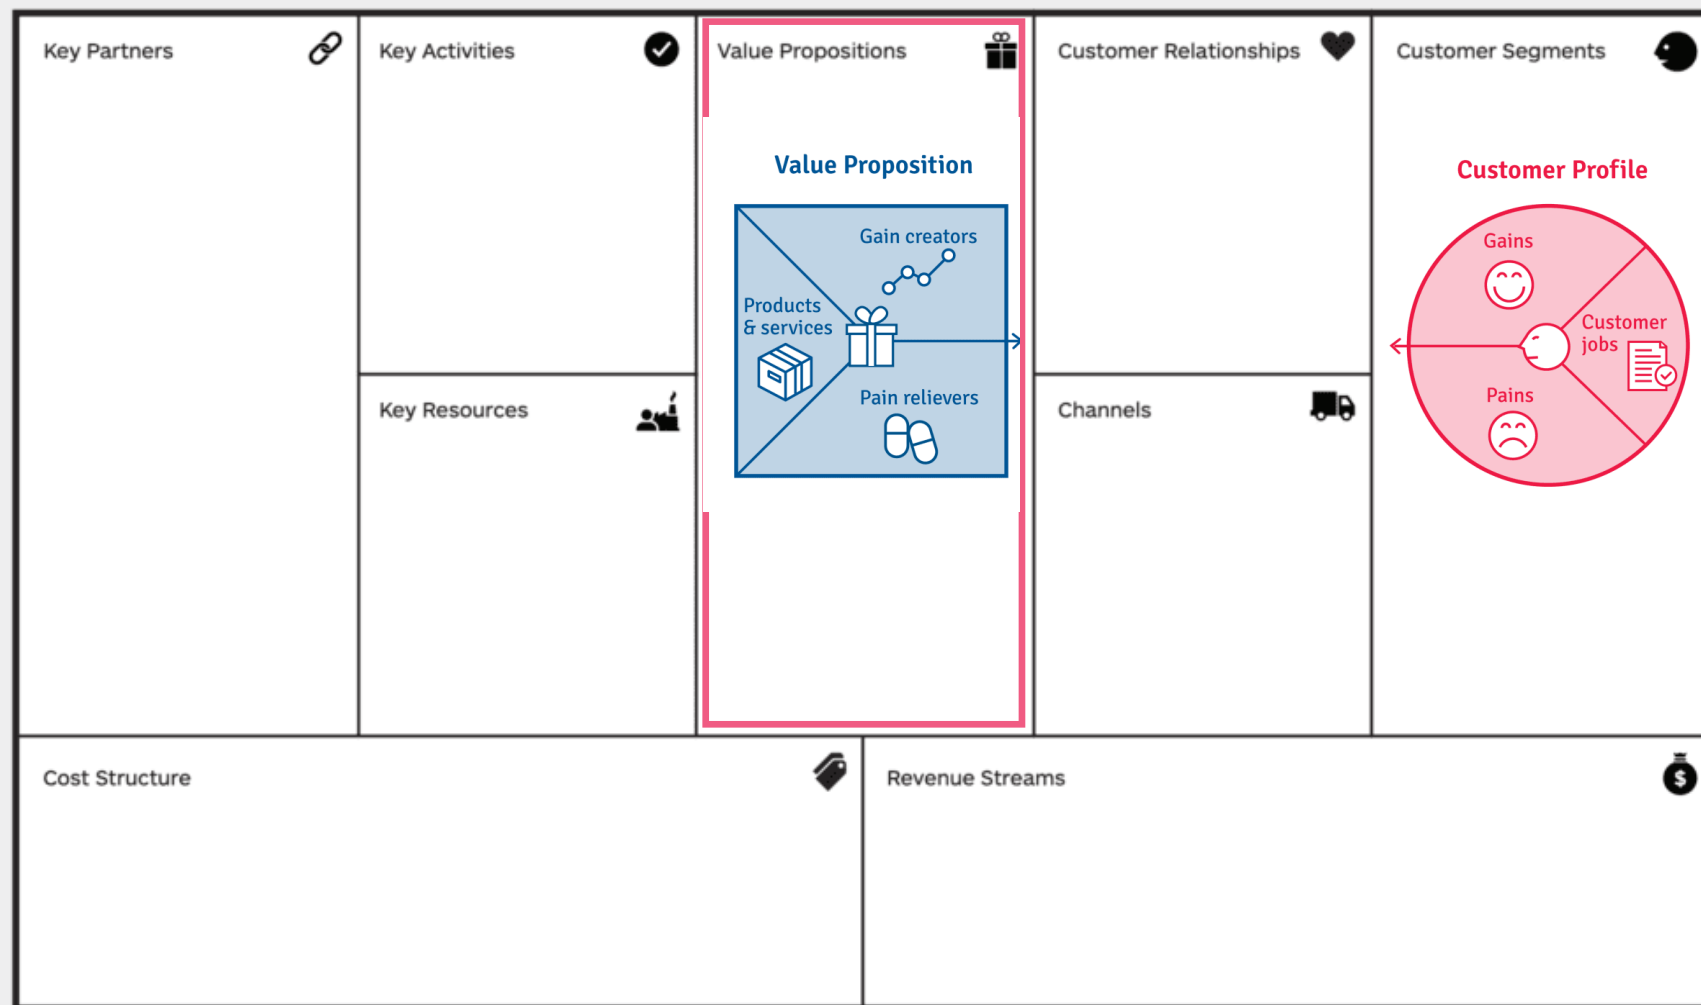 Key Partners
Key Activities
Value Propositions
Customer Relationships
Customer Segments
Value Proposition
Gain creators
Products
& services
Pain relievers
Customer Profile
Gains
Customer
jobs
Pains
Key Resources
Channels
Cost Structure
Revenue Streams
$